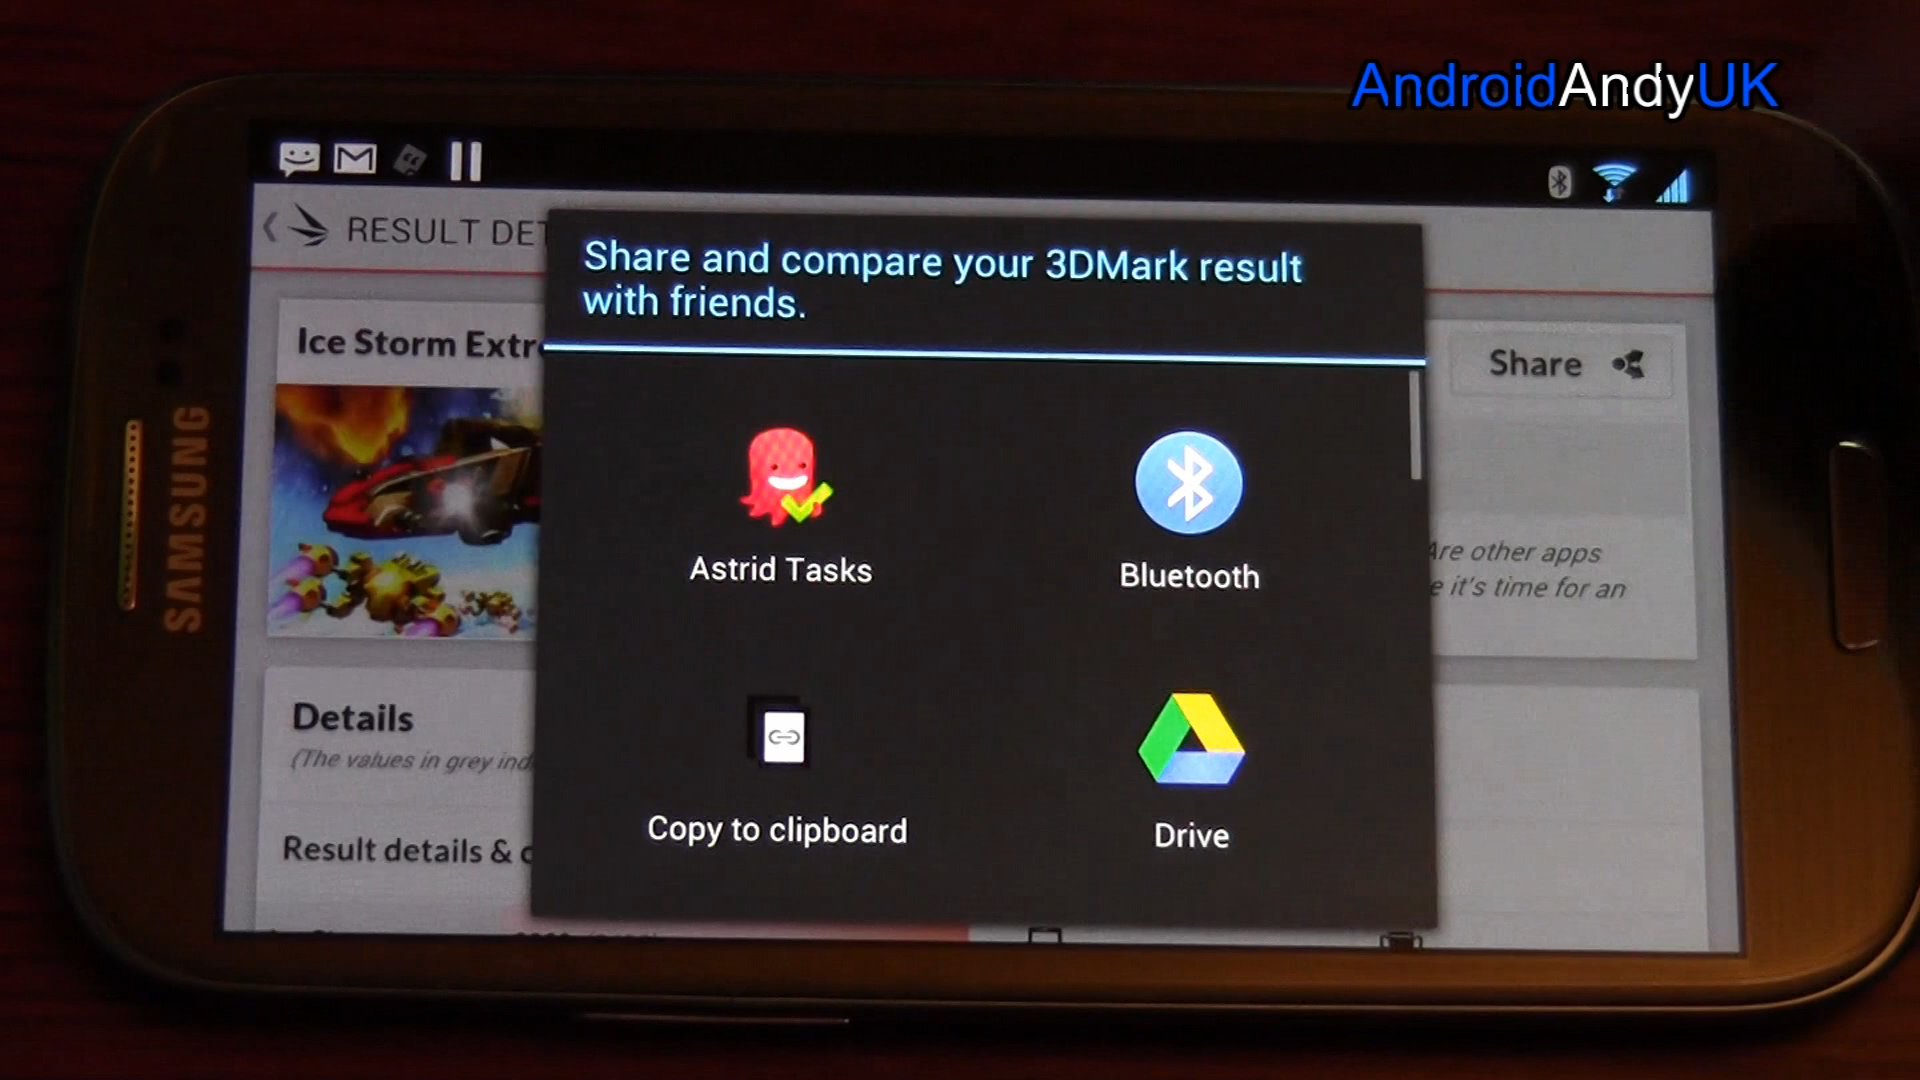 AndroidAndyUK
RESULT DET
Share and compare your 3DMark result
with friends.
Ice Storm Extr
Share
SAMSUNG
Astrid Tasks
Bluetooth
Are other apps
it's time for an
Copy to clipboard
Drive
Details
(The values in grey ind
Result details &